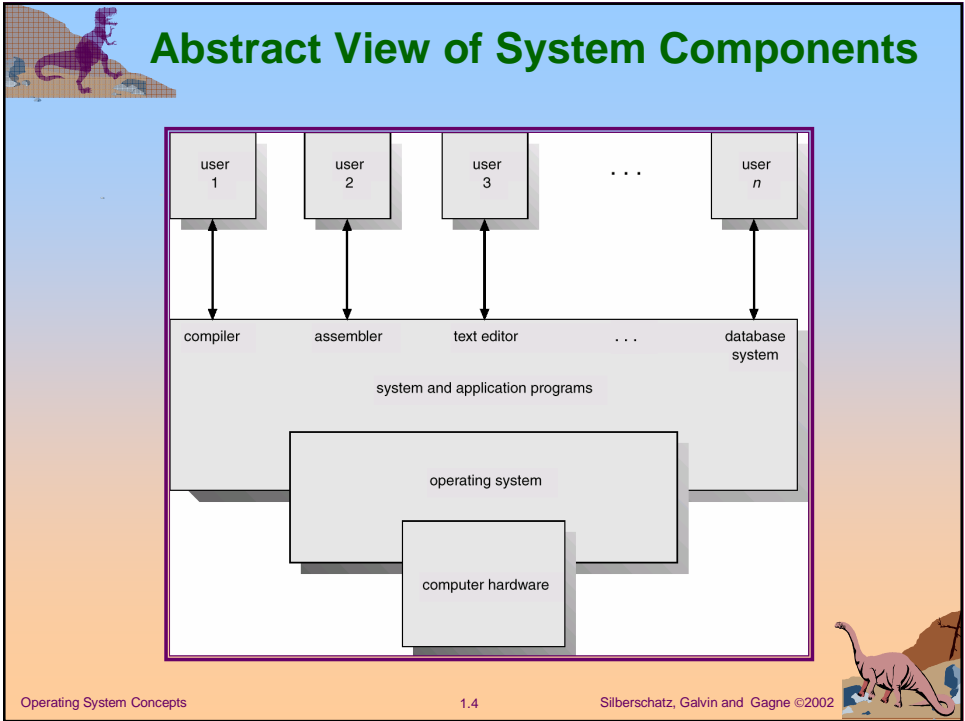 Abstract View of System Components
user
1
user
2
user
3
. . .
user
n
compiler
assembler
text editor
. . .
database
system
system and application programs
operating system
computer hardware
Operating System Concepts
1.4
Silberschatz, Galvin and Gagne ©2002